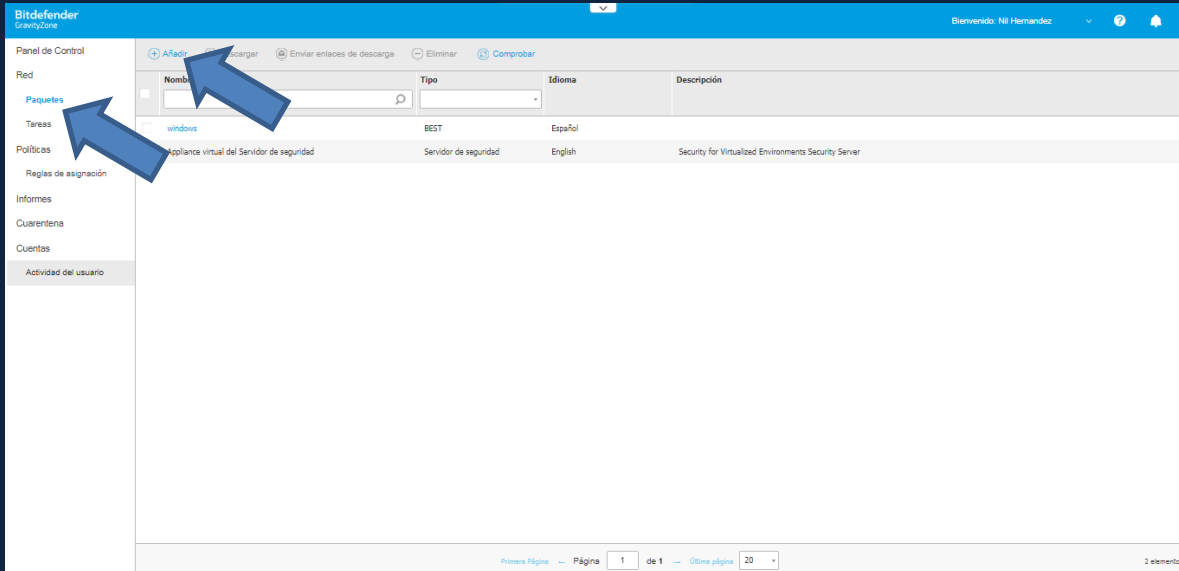 Bitdefender
GravityZone
Bienvenido: Nil Hernandez
Panel de Control
Red
Paquetes
Tareas
Políticas
Reglas de asignación
Informes
Cuarentena
Cuentas
Actividad del usuario
Añadir Enviar enlaces de descarga Eliminar Comprobar
Tipo Idioma Descripción
windows BEST Español
Appliance virtual del Servidor de seguridad Servidor de seguridad English Security for Virtualized Environments Security Server
Primera Página ← Página 1 de 1 → Última página 20 2